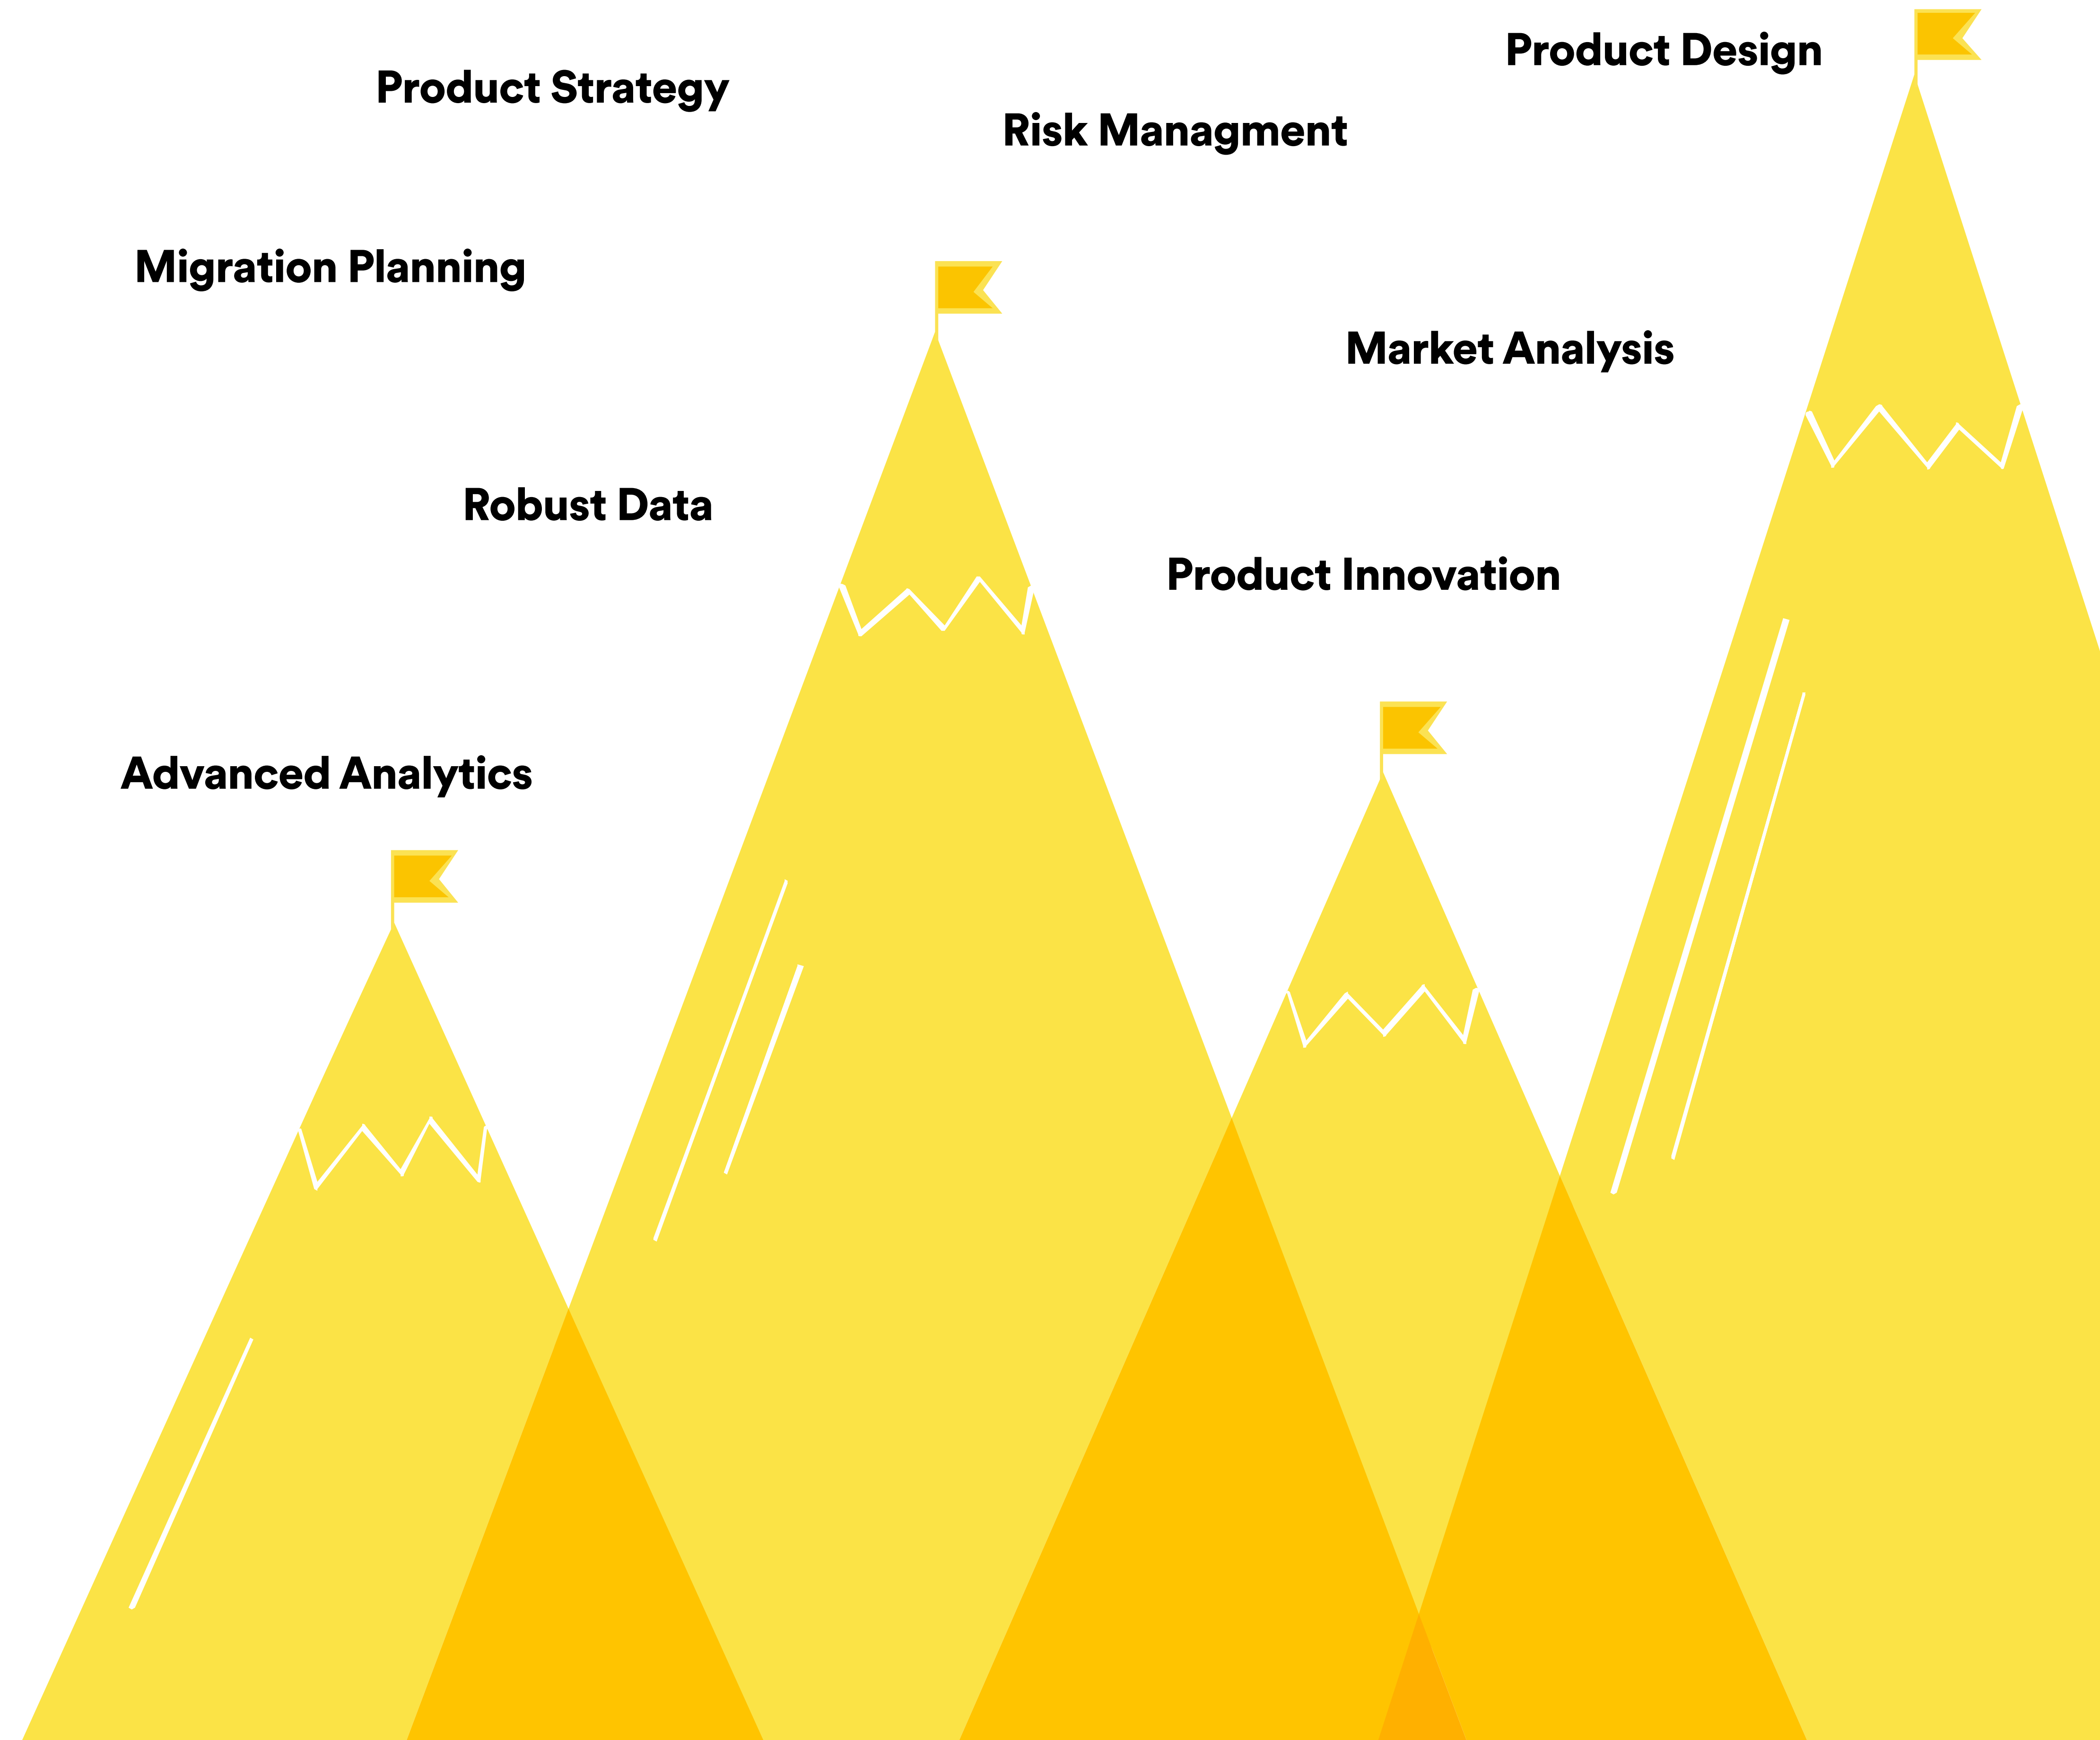 Product Design
Product Strategy
Risk Managment
Migration Planning
Market Analysis
Robust Data
Product Innovation
Advanced Analytics